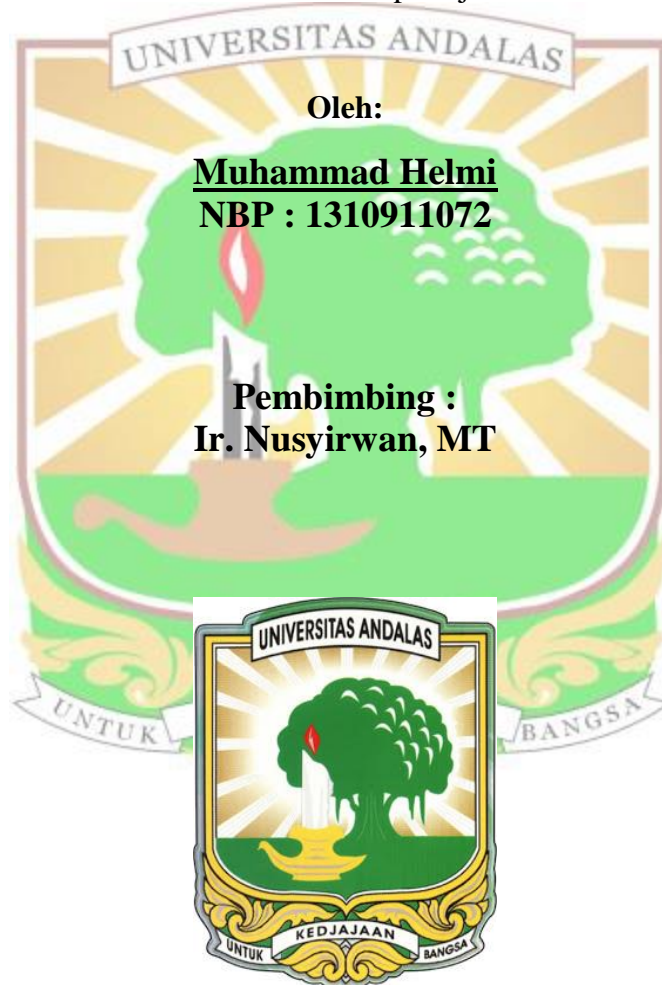 UNIVERSITAS ANDALAS
Oleh:
Muhammad Helmi
NBP : 1310911072
Pembimbing :
Ir. Nusyirwan, MT
UNTUK BANGSA
UNIVERSITAS ANDALAS
KEDJAJAAN
UNTUK BANGSA